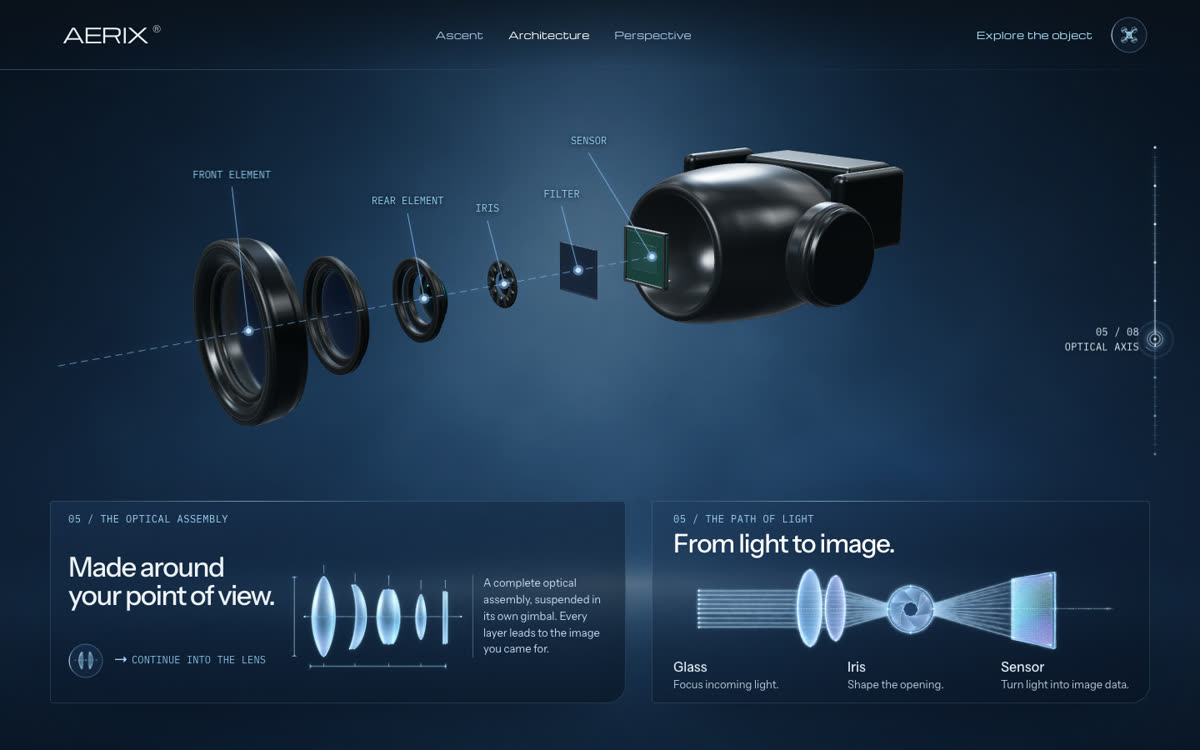 AERIX ®
Ascent Architecture Perspective
Explore the object
SENSOR
FRONT ELEMENT
FILTER
REAR ELEMENT
IRIS
05 / 08
OPTICAL AXIS
05 / THE OPTICAL ASSEMBLY
Made around
your point of view.
CONTINUE INTO THE LENS
A complete optical
assembly, suspended in
its own gimbal. Every
layer leads to the image
you came for.
05 / THE PATH OF LIGHT
From light to image.
Glass
Focus incoming light.
Iris
Shape the opening.
Sensor
Turn light into image data.